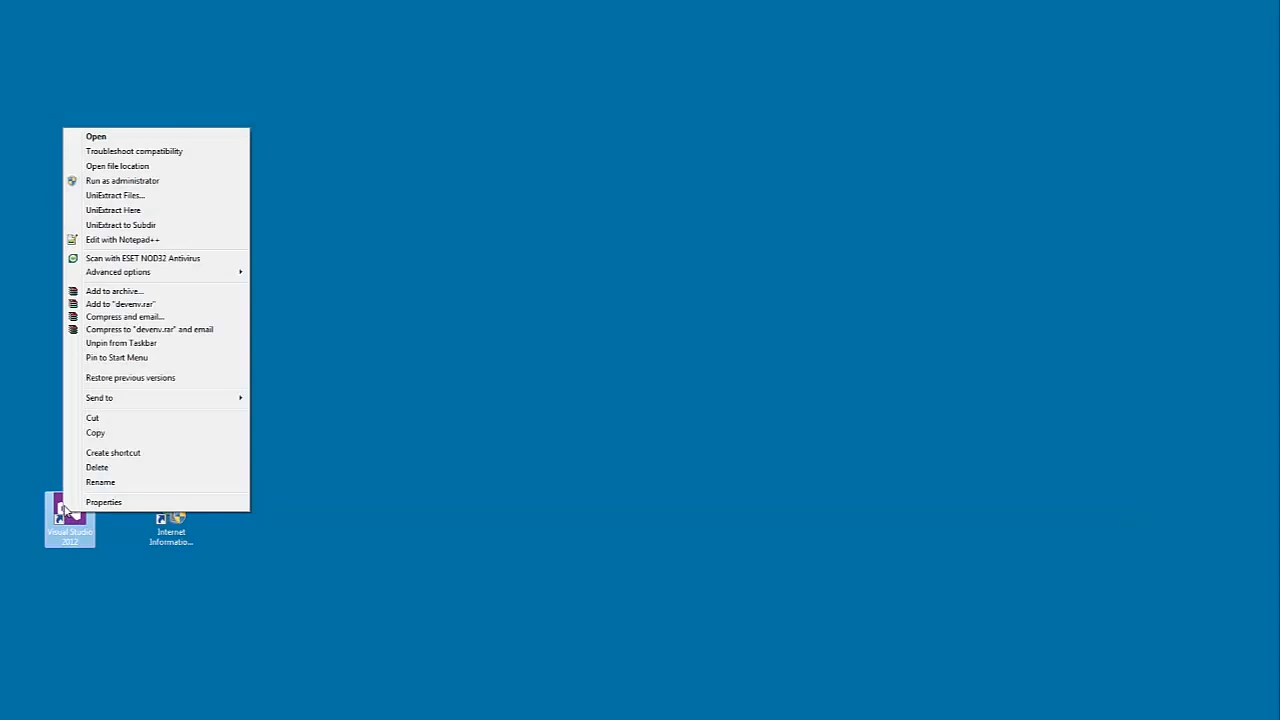 Open
Troubleshoot compatibility
Open file location
Run as administrator
UniExtract Files...
UniExtract Here
UniExtract to Subdir
Edit with Notepad++
Scan with ESET NOD32 Antivirus
Advanced options
Add to archive...
Add to "devenv.rar"
Compress and email...
Compress to "devenv.rar" and email
Unpin from Taskbar
Pin to Start Menu
Restore previous versions
Send to
Cut
Copy
Create shortcut
Delete
Rename
Properties
Visual Studio
2012
Internet
Informatio...